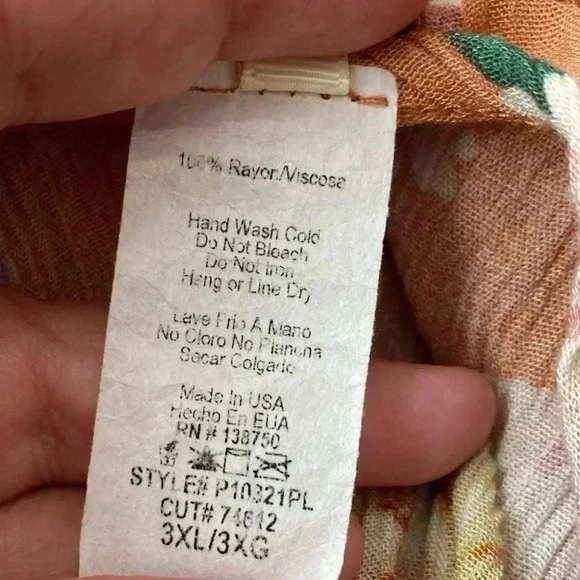 100% Rayon/Viscosa
Hand Wash Cold
Do Not Bleach
Do Not Iron
Hang or Line Dry
Lave Frio A Mano
No Cloro No Plancha
Secar Colgado
Made In USA
Hecho En EUA
RN # 138750
STYLE# P10321PL
CUT# 74612
3XL/3XG